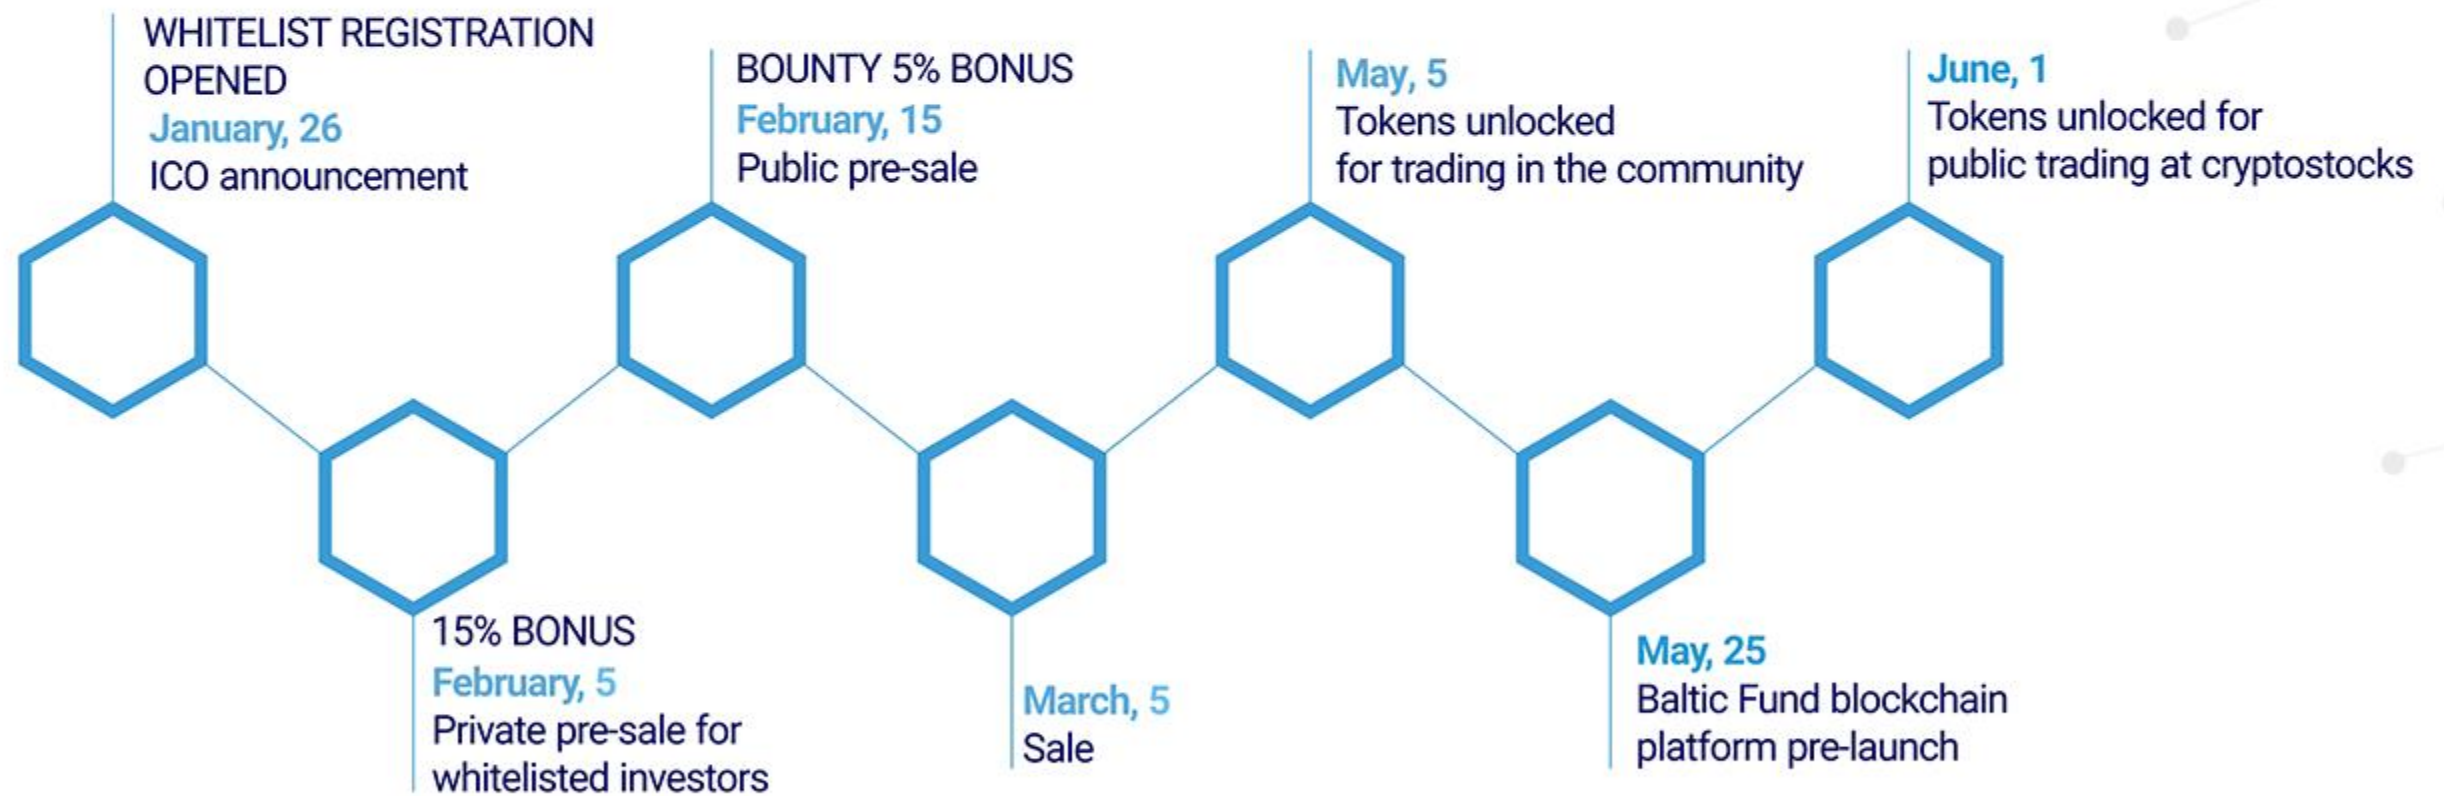 WHITELIST REGISTRATION
OPENED
January, 26
ICO announcement
15% BONUS
February, 5
Private pre-sale for
whitelisted investors
BOUNTY 5% BONUS
February, 15
Public pre-sale
March, 5
Sale
May, 5
Tokens unlocked
for trading in the community
May, 25
Baltic Fund blockchain
platform pre-launch
June, 1
Tokens unlocked for
public trading at cryptostocks